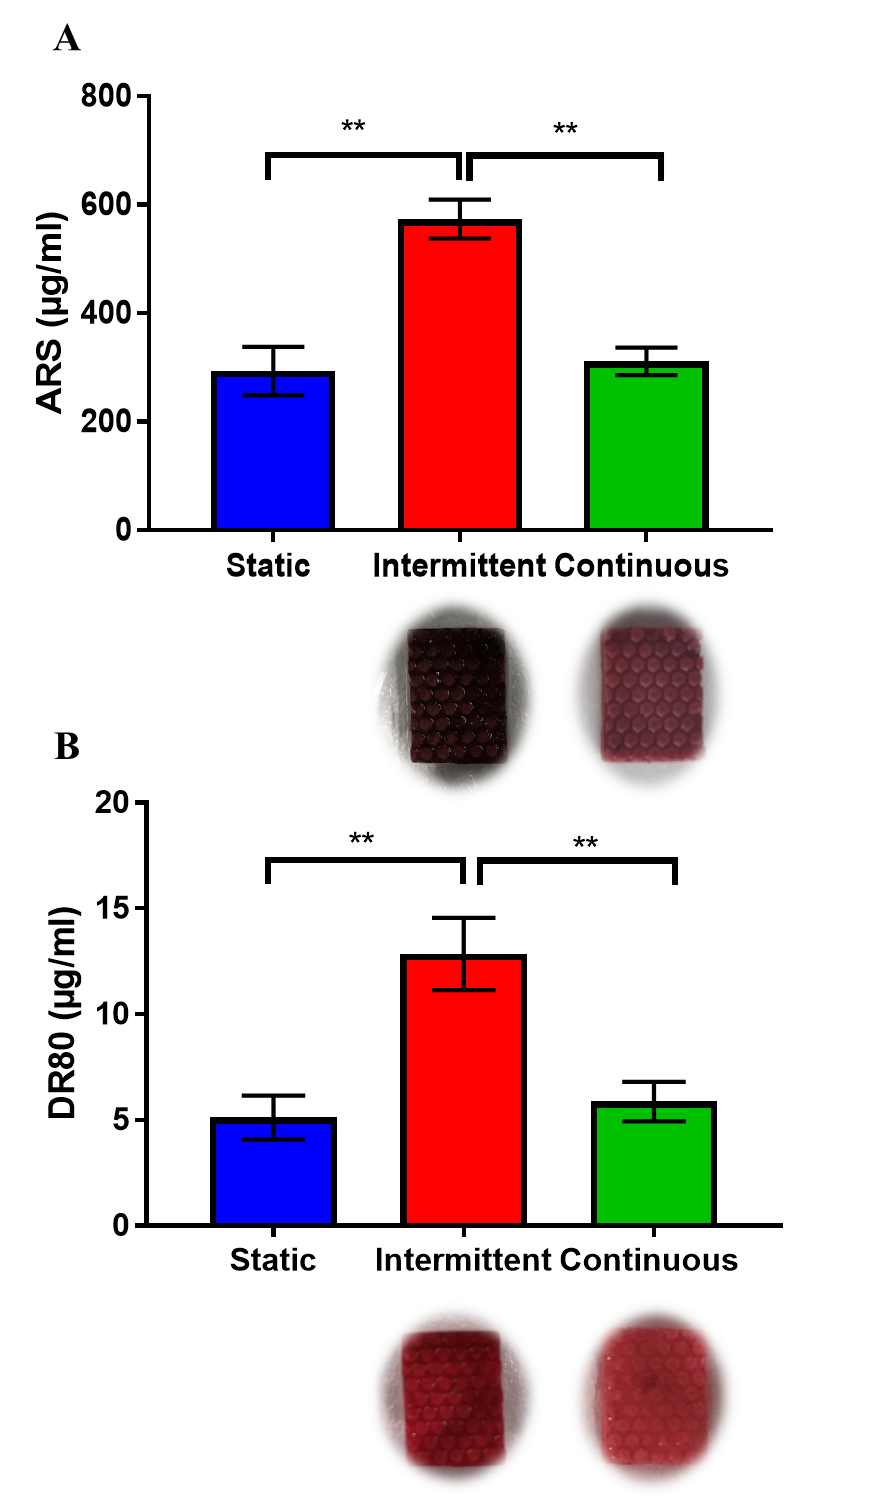 A
800
** **
600
400
200
0
ARS (µg/ml)
Static Intermittent Continuous
B
20
** **
15
10
5
0
DR80 (µg/ml)
Static Intermittent Continuous